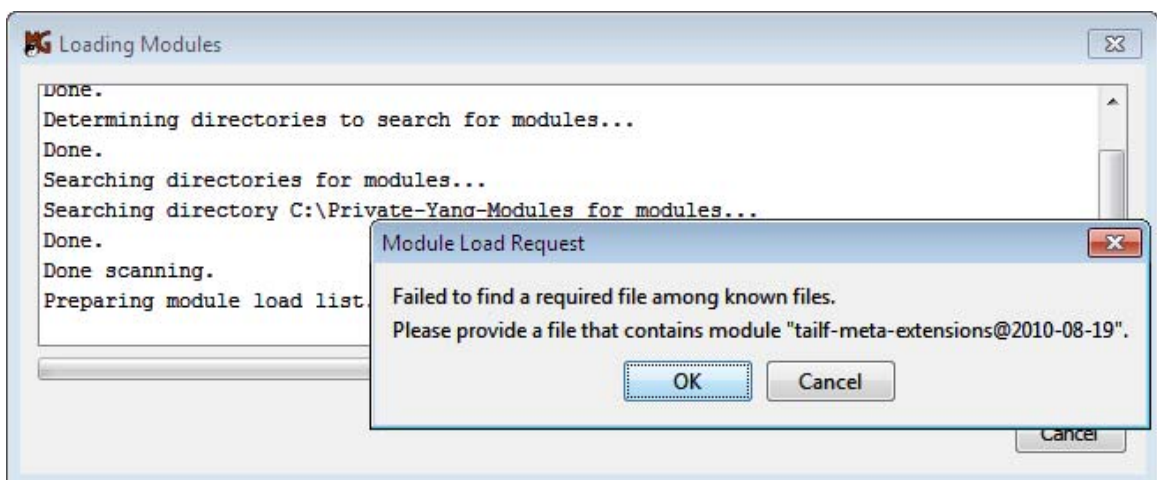 Loading Modules
Done.
Determining directories to search for modules...
Done.
Searching directories for modules...
Searching directory C:\Private-Yang-Modules for modules...
Done.
Done scanning.
Preparing module load list.
Module Load Request
Failed to find a required file among known files.
Please provide a file that contains module "tailf-meta-extensions@2010-08-19".
OK
Cancel
Cancel